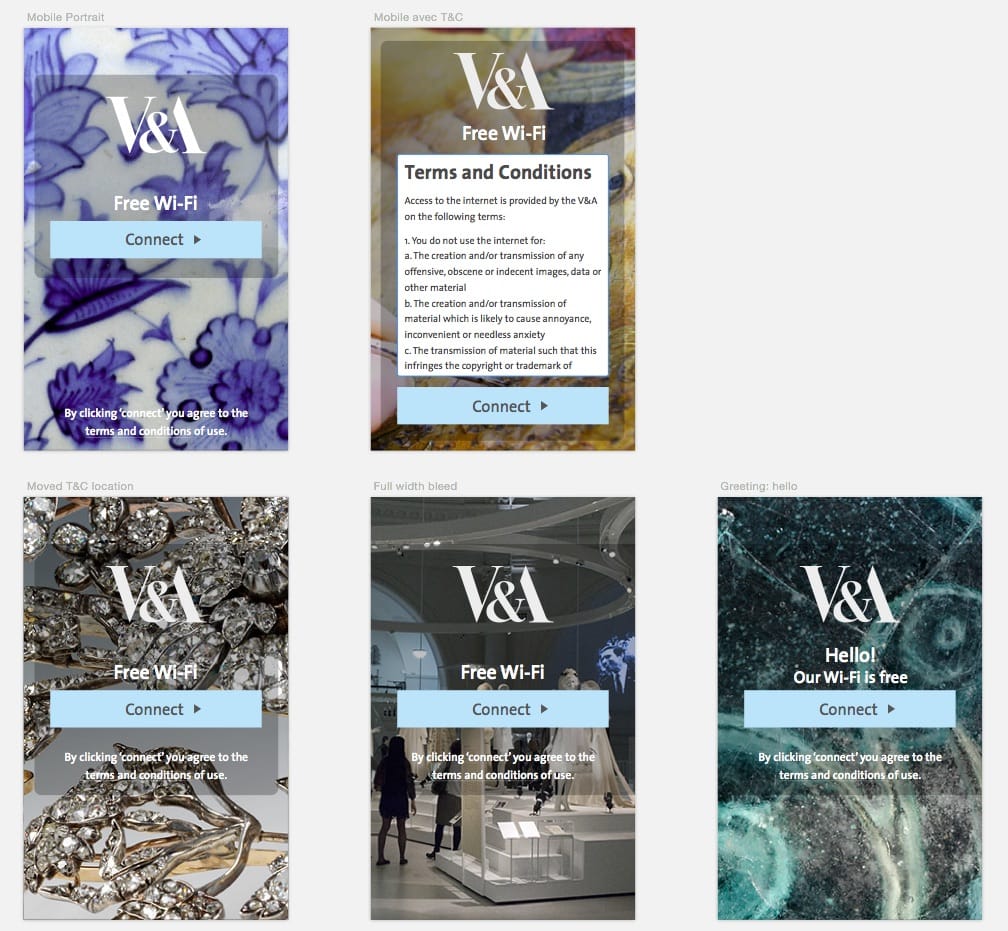 Mobile Portrait
V&A
Free Wi-Fi
Connect
By clicking ‘connect’ you agree to the
terms and conditions of use.
Mobile avec T&C
V&A
Free Wi-Fi
Terms and Conditions
Access to the internet is provided by the V&A
on the following terms:
1. You do not use the internet for:
a. The creation and/or transmission of any
offensive, obscene or indecent images, data or
other material
b. The creation and/or transmission of
material which is likely to cause annoyance,
inconvenient or needless anxiety
c. The transmission of material such that this
infringes the copyright or trademark of
Connect
Moved T&C location
V&A
Free Wi-Fi
Connect
By clicking ‘connect’ you agree to the
terms and conditions of use.
Full width bleed
V&A
Free Wi-Fi
Connect
By clicking ‘connect’ you agree to the
terms and conditions of use.
Greeting: hello
V&A
Hello!
Our Wi-Fi is free
Connect
By clicking ‘connect’ you agree to the
terms and conditions of use.